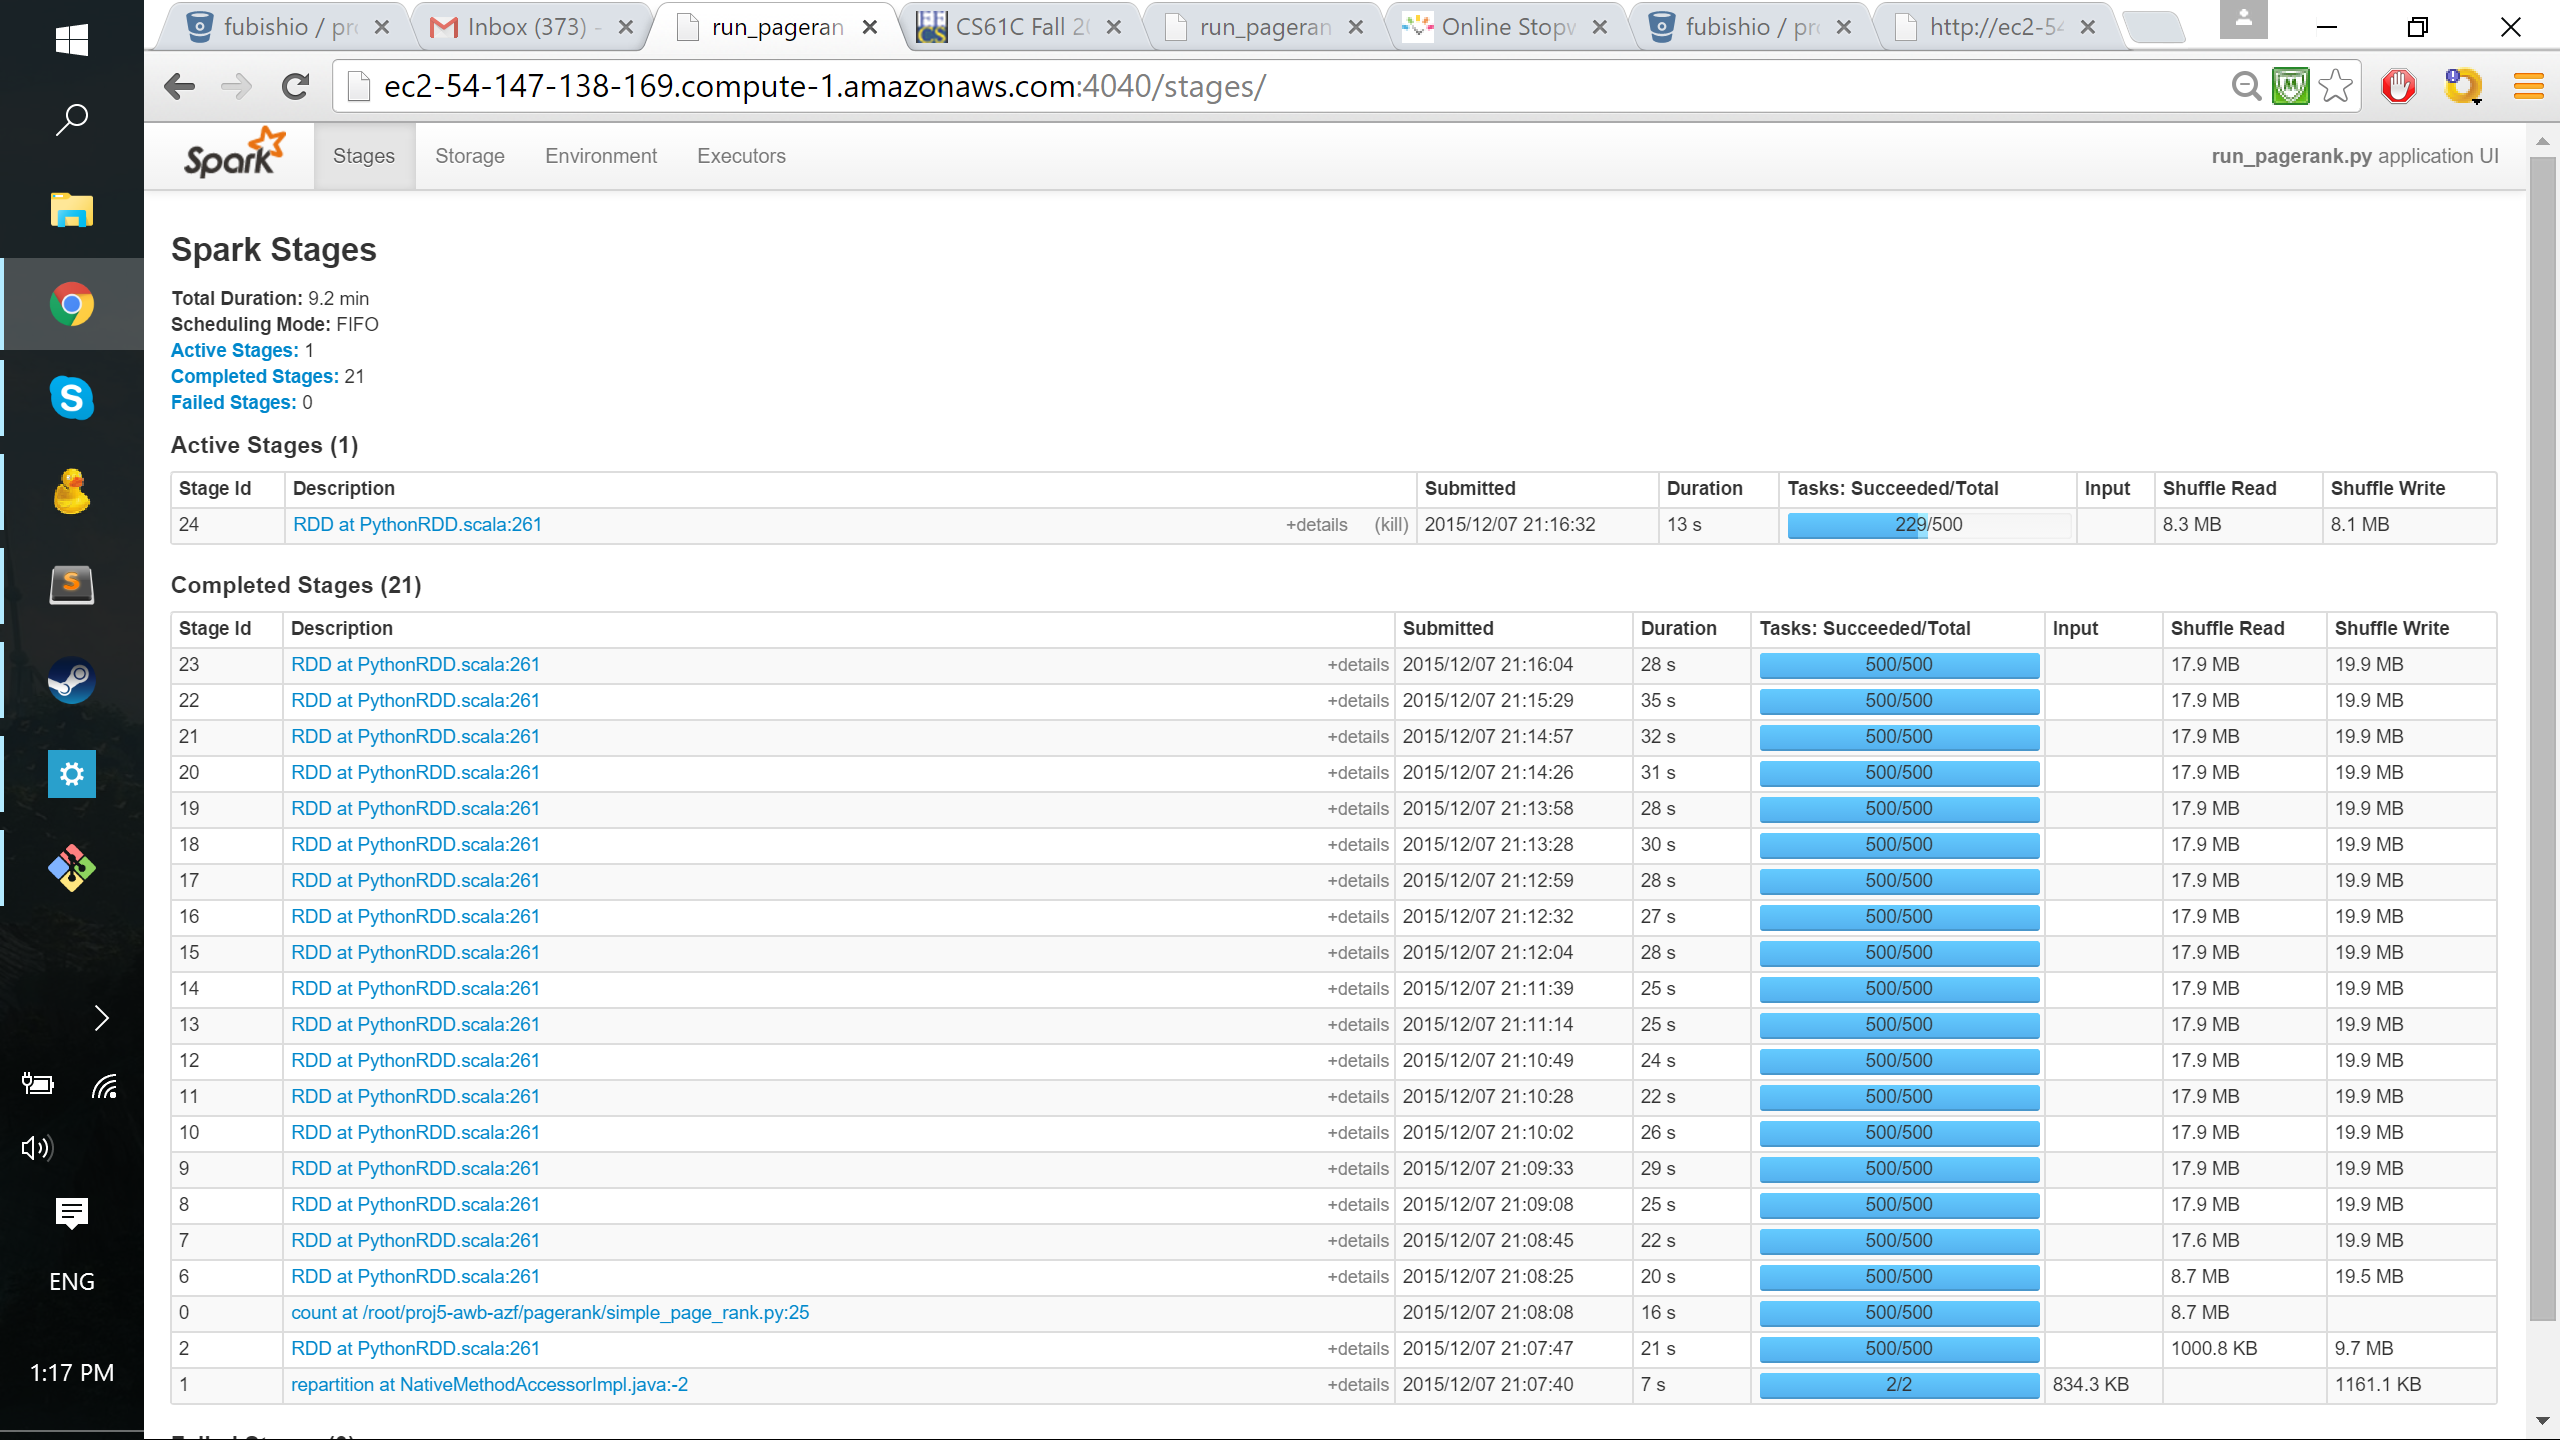 fubishio / pro
Inbox (373) -
run_pageran
CS61C Fall 20
run_pageran
Online Stopw
fubishio / pro
http://ec2-54
ec2-54-147-138-169.compute-1.amazonaws.com:4040/stages/
Spark Stages Storage Environment Executors run_pagerank.py application UI
Spark Stages
Total Duration: 9.2 min
Scheduling Mode: FIFO
Active Stages: 1
Completed Stages: 21
Failed Stages: 0
Active Stages (1)
Stage Id Description Submitted Duration Tasks: Succeeded/Total Input Shuffle Read Shuffle Write
24 RDD at PythonRDD.scala:261 +details (kill) 2015/12/07 21:16:32 13 s 229/500 8.3 MB 8.1 MB
Completed Stages (21)
Stage Id Description Submitted Duration Tasks: Succeeded/Total Input Shuffle Read Shuffle Write
23 RDD at PythonRDD.scala:261 +details 2015/12/07 21:16:04 28 s 500/500 17.9 MB 19.9 MB
22 RDD at PythonRDD.scala:261 +details 2015/12/07 21:15:29 35 s 500/500 17.9 MB 19.9 MB
21 RDD at PythonRDD.scala:261 +details 2015/12/07 21:14:57 32 s 500/500 17.9 MB 19.9 MB
20 RDD at PythonRDD.scala:261 +details 2015/12/07 21:14:26 31 s 500/500 17.9 MB 19.9 MB
19 RDD at PythonRDD.scala:261 +details 2015/12/07 21:13:58 28 s 500/500 17.9 MB 19.9 MB
18 RDD at PythonRDD.scala:261 +details 2015/12/07 21:13:28 30 s 500/500 17.9 MB 19.9 MB
17 RDD at PythonRDD.scala:261 +details 2015/12/07 21:12:59 28 s 500/500 17.9 MB 19.9 MB
16 RDD at PythonRDD.scala:261 +details 2015/12/07 21:12:32 27 s 500/500 17.9 MB 19.9 MB
15 RDD at PythonRDD.scala:261 +details 2015/12/07 21:12:04 28 s 500/500 17.9 MB 19.9 MB
14 RDD at PythonRDD.scala:261 +details 2015/12/07 21:11:39 25 s 500/500 17.9 MB 19.9 MB
13 RDD at PythonRDD.scala:261 +details 2015/12/07 21:11:14 25 s 500/500 17.9 MB 19.9 MB
12 RDD at PythonRDD.scala:261 +details 2015/12/07 21:10:49 24 s 500/500 17.9 MB 19.9 MB
11 RDD at PythonRDD.scala:261 +details 2015/12/07 21:10:28 22 s 500/500 17.9 MB 19.9 MB
10 RDD at PythonRDD.scala:261 +details 2015/12/07 21:10:02 26 s 500/500 17.9 MB 19.9 MB
9 RDD at PythonRDD.scala:261 +details 2015/12/07 21:09:33 29 s 500/500 17.9 MB 19.9 MB
8 RDD at PythonRDD.scala:261 +details 2015/12/07 21:09:08 25 s 500/500 17.9 MB 19.9 MB
7 RDD at PythonRDD.scala:261 +details 2015/12/07 21:08:45 22 s 500/500 17.6 MB 19.9 MB
6 RDD at PythonRDD.scala:261 +details 2015/12/07 21:08:25 20 s 500/500 8.7 MB 19.5 MB
0 count at /root/proj5-awb-azf/pagerank/simple_page_rank.py:25 2015/12/07 21:08:08 16 s 500/500 8.7 MB
2 RDD at PythonRDD.scala:261 +details 2015/12/07 21:07:47 21 s 500/500 1000.8 KB 9.7 MB
1 repartition at NativeMethodAccessorImpl.java:-2 +details 2015/12/07 21:07:40 7 s 2/2 834.3 KB 1161.1 KB
ENG
1:17 PM